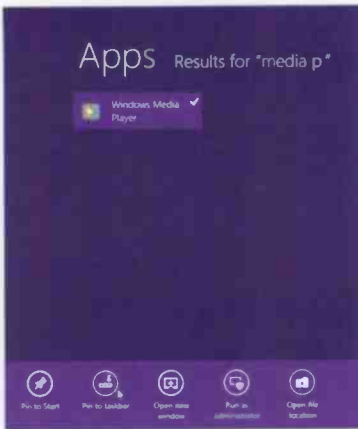 Apps Results for "media p"
Windows Media
Player
Pin to Start Pin to taskbar Open new
window Run as
administrator Open file
location